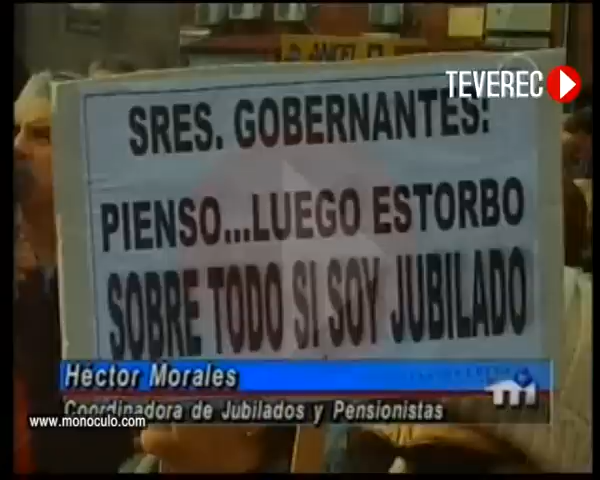 ANGEL
TEVEREC
SRES. GOBERNANTES:
PIENSO...LUEGO ESTORBO
SOBRE TODO SI SOY JUBILADO
Héctor Morales
m
Coordinadora de Jubilados y Pensionistas
www.monoculo.com